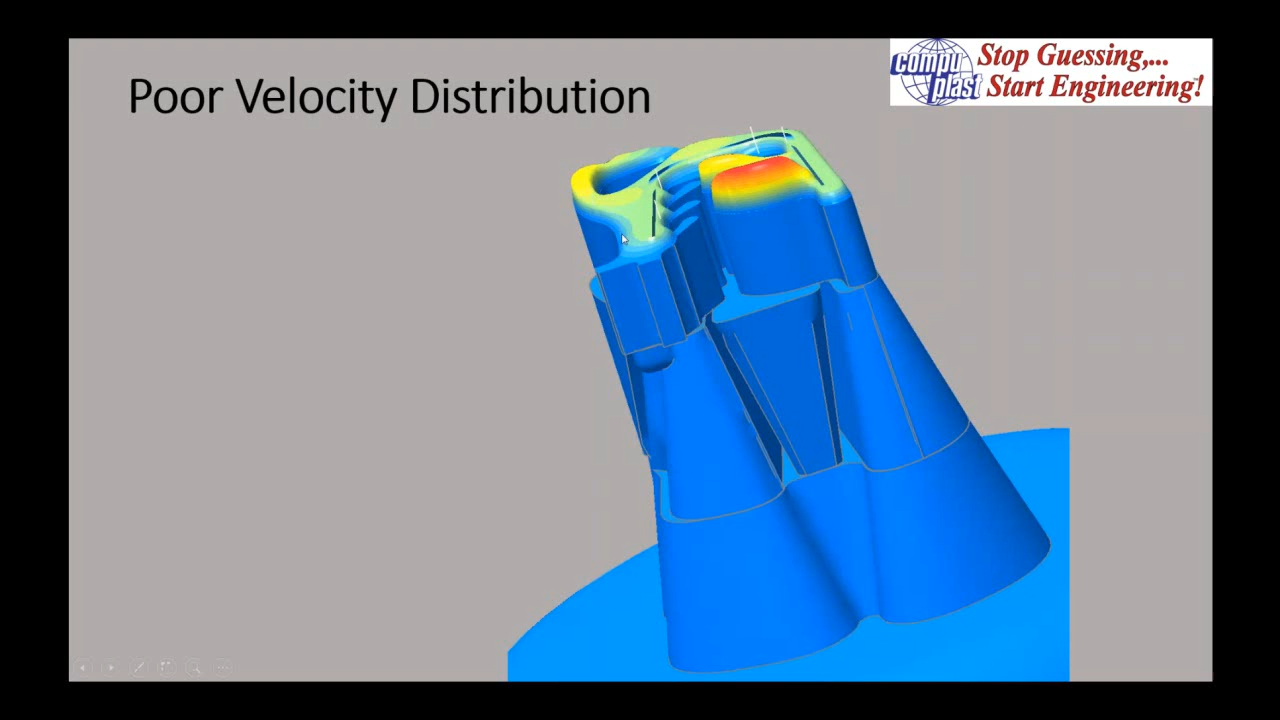 Poor Velocity Distribution
compu
plast
Stop Guessing,...
Start Engineering!